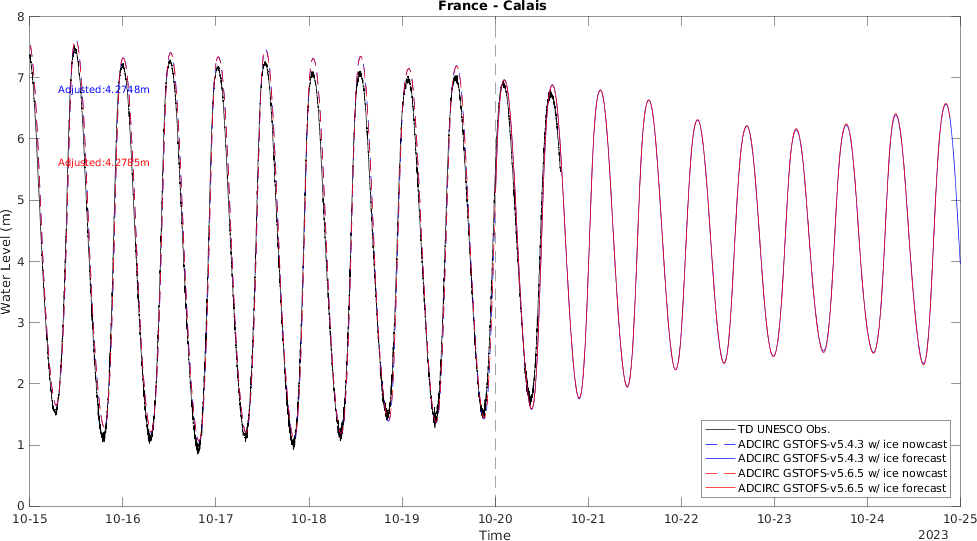 France - Calais
8
7
6
5
4
3
2
1
0
Water Level (m)
Adjusted:4.2748m
Adjusted:4.2785m
TD UNESCO Obs.
ADCIRC GSTOFS-v5.4.3 w/ ice nowcast
ADCIRC GSTOFS-v5.4.3 w/ ice forecast
ADCIRC GSTOFS-v5.6.5 w/ ice nowcast
ADCIRC GSTOFS-v5.6.5 w/ ice forecast
10-15 10-16 10-17 10-18 10-19 10-20 10-21 10-22 10-23 10-24 10-25
Time
2023